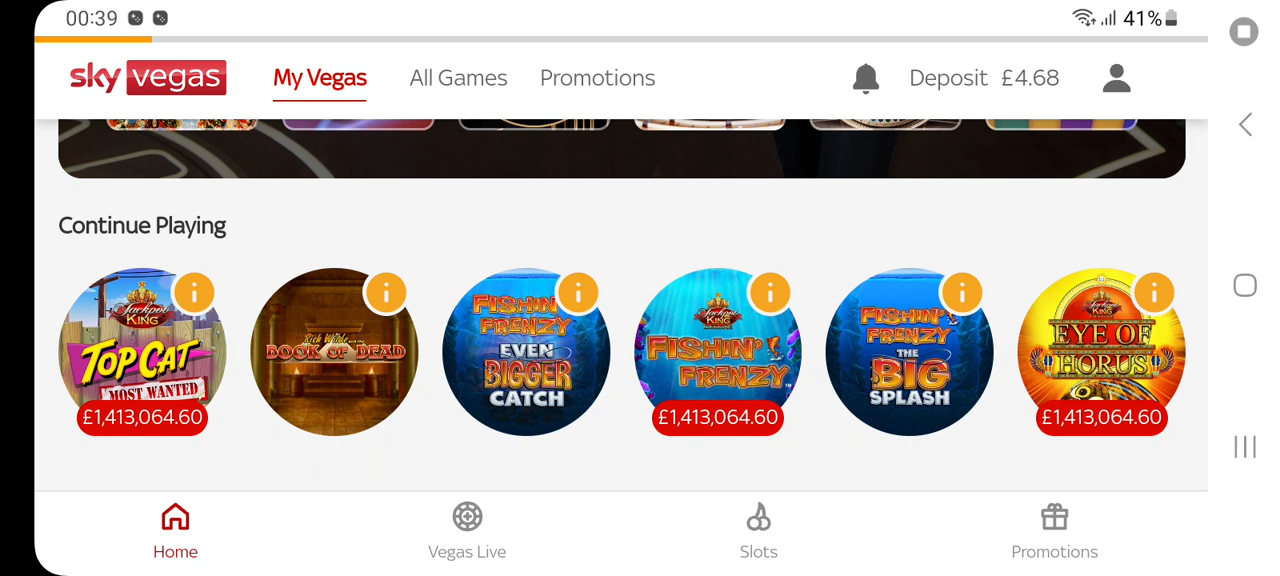 00:39
41%
sky vegas
My Vegas
All Games
Promotions
Deposit £4.68
Continue Playing
Jackpot KING
TOP CAT
MOST WANTED
£1,413,064.60
Rich Wilde
BOOK OF DEAD
FISHIN'
FRENZY
EVEN
BIGGER
CATCH
Jackpot KING
FISHIN'
FRENZY™
£1,413,064.60
FISHIN'
FRENZY
THE
BIG
SPLASH
Jackpot KING
EYE OF
HORUS
£1,413,064.60
Home
Vegas Live
Slots
Promotions